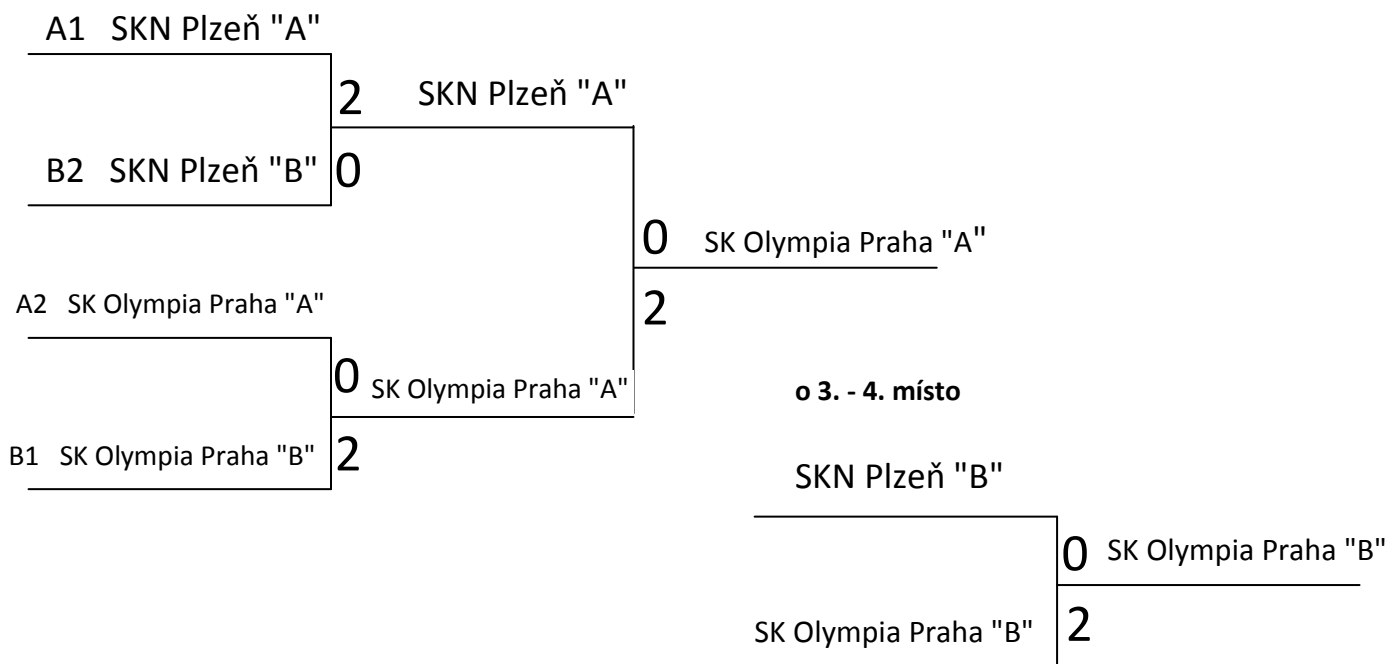 A1 SKN Plzeň "A"
2 SKN Plzeň "A"
B2 SKN Plzeň "B" 0
0 SK Olympia Praha "A"
A2 SK Olympia Praha "A"
2
0 SK Olympia Praha "A"
o 3. - 4. místo
B1 SK Olympia Praha "B" 2
SKN Plzeň "B"
0 SK Olympia Praha "B"
SK Olympia Praha "B" 2